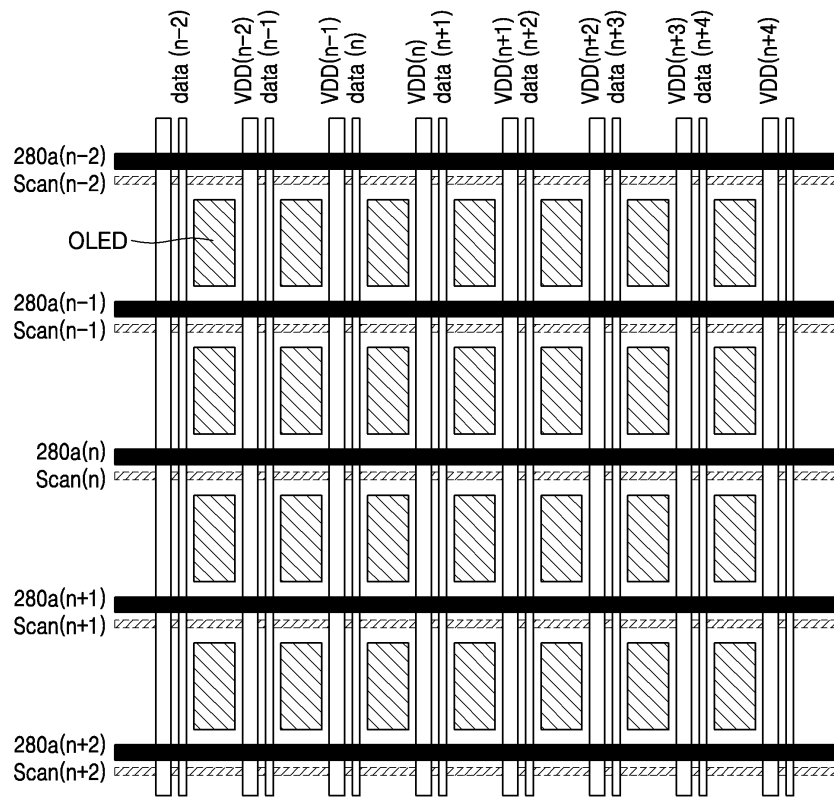 data (n-2)
VDD(n-2)
data (n-1)
VDD(n-1)
data (n)
VDD(n)
data (n+1)
VDD(n+1)
data (n+2)
VDD(n+2)
data (n+3)
VDD(n+3)
data (n+4)
VDD(n+4)
280a(n-2)
Scan(n-2)
OLED
280a(n-1)
Scan(n-1)
280a(n)
Scan(n)
280a(n+1)
Scan(n+1)
280a(n+2)
Scan(n+2)